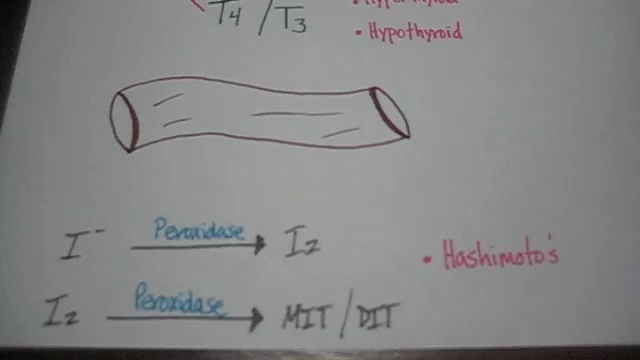 T4 / T3
• Hypothyroid
I⁻ Peroxidase I2
• Hashimoto's
I2 Peroxidase MIT/DIT